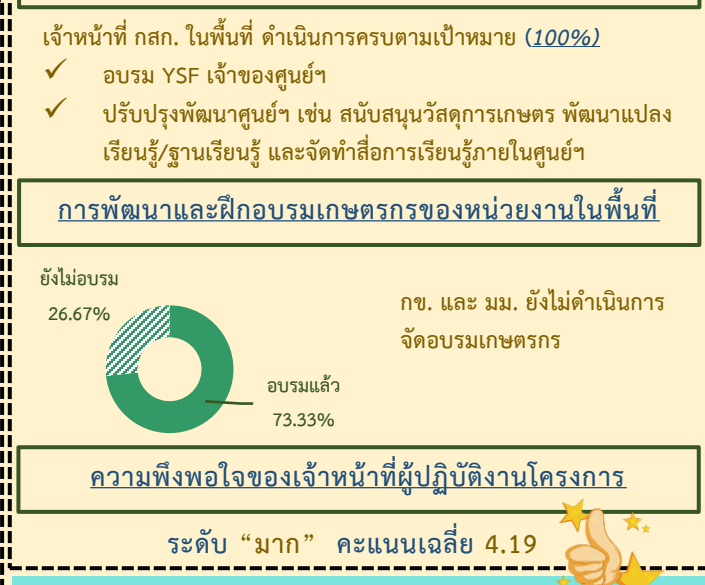 เจ้าหน้าที่ กสก. ในพื้นที่ ดำเนินการครบตามเป้าหมาย (100%)
✓ อบรม YSF เจ้าของศูนย์ฯ
✓ ปรับปรุงพัฒนาศูนย์ฯ เช่น สนับสนุนวัสดุการเกษตร พัฒนาแปลง
เรียนรู้/ฐานเรียนรู้ และจัดทำสื่อการเรียนรู้ภายในศูนย์ฯ
การพัฒนาและฝึกอบรมเกษตรกรของหน่วยงานในพื้นที่
ยังไม่อบรม
26.67%
กข. และ มม. ยังไม่ดำเนินการ
จัดอบรมเกษตรกร
อบรมแล้ว
73.33%
ความพึงพอใจของเจ้าหน้าที่ผู้ปฏิบัติงานโครงการ
ระดับ “มาก” คะแนนเฉลี่ย 4.19